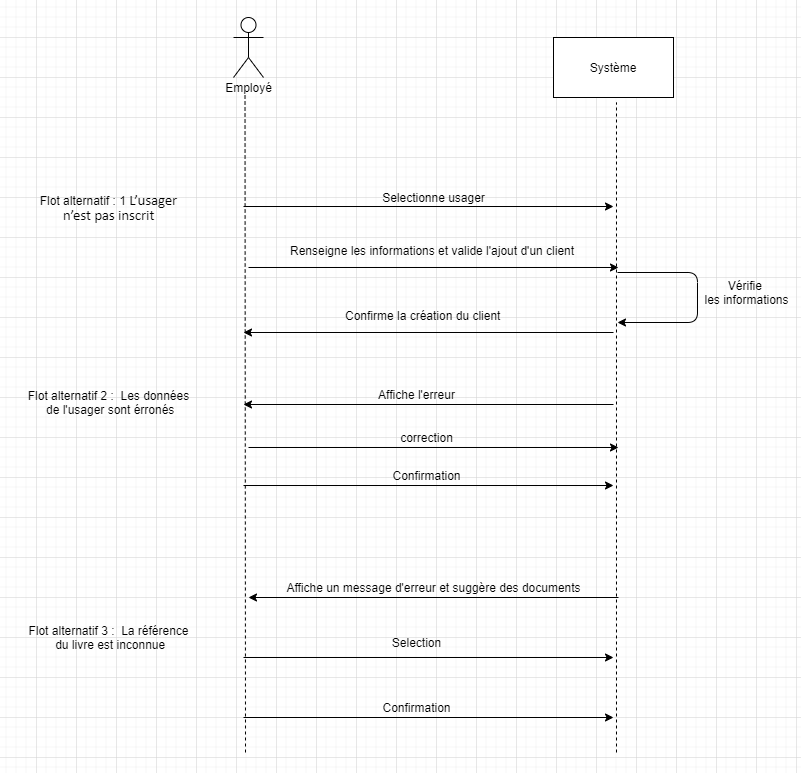 Employé
Système
Flot alternatif : 1 L'usager
n'est pas inscrit
Selectionne usager
Renseigne les informations et valide l'ajout d'un client
Vérifie
les informations
Confirme la création du client
Flot alternatif 2 : Les données
de l'usager sont érronés
Affiche l'erreur
correction
Confirmation
Affiche un message d'erreur et suggère des documents
Flot alternatif 3 : La référence
du livre est inconnue
Selection
Confirmation